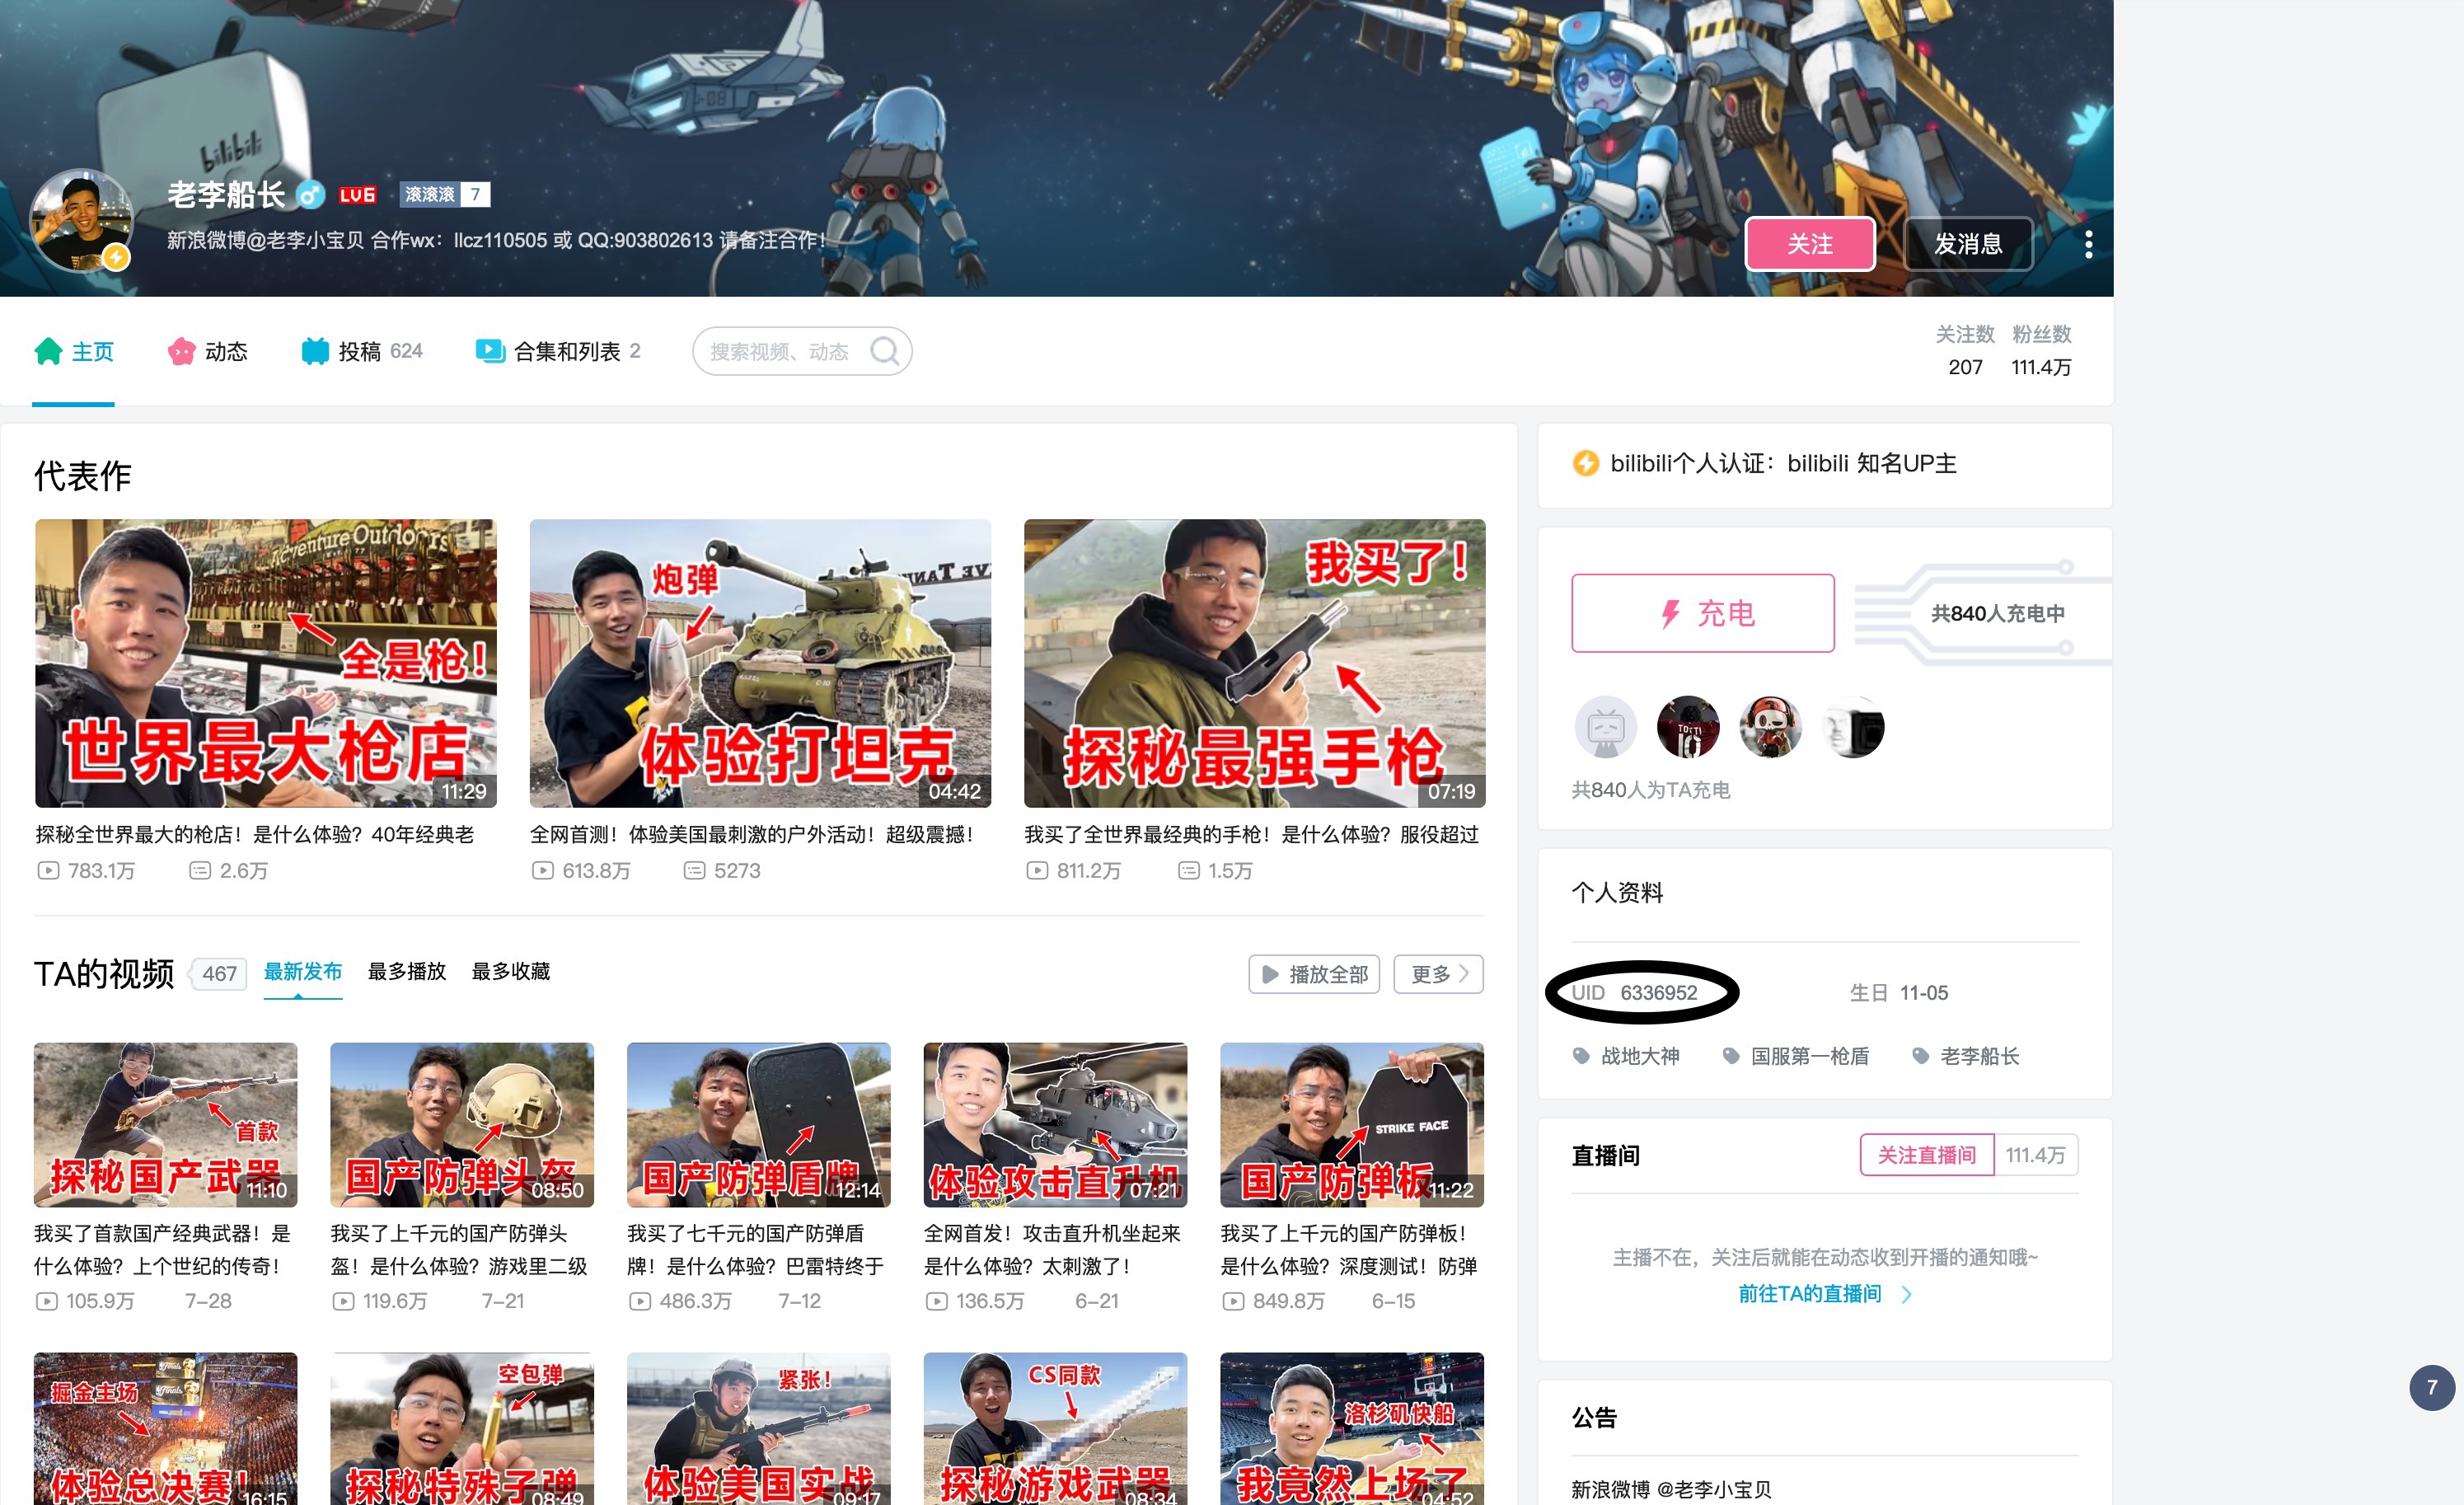 bilibili
-08
老李船长 LV6 滚滚滚 7
新浪微博@老李小宝贝 合作wx：llcz110505 或 QQ:903802613 请备注合作！
关注
发消息
主页
动态
投稿 624
合集和列表 2
搜索视频、动态
关注数 粉丝数
207 111.4万
代表作
Adventure Outdoors
全是枪！
世界最大枪店
11:29
探秘全世界最大的枪店！是什么体验？40年经典老
783.1万 2.6万
炮弹
体验打坦克
04:42
全网首测！体验美国最刺激的户外活动！超级震撼！
613.8万 5273
我买了！
探秘最强手枪
07:19
我买了全世界最经典的手枪！是什么体验？服役超过
811.2万 1.5万
TA的视频 467 最新发布 最多播放 最多收藏
播放全部
更多
首款
探秘国产武器
11:10
我买了首款国产经典武器！是
什么体验？上个世纪的传奇！
105.9万 7-28
国产防弹头盔
08:50
我买了上千元的国产防弹头
盔！是什么体验？游戏里二级
119.6万 7-21
国产防弹盾牌
12:14
我买了七千元的国产防弹盾
牌！是什么体验？巴雷特终于
486.3万 7-12
体验攻击直升机
07:21
全网首发！攻击直升机坐起来
是什么体验？太刺激了！
136.5万 6-21
STRIKE FACE
国产防弹板
11:22
我买了上千元的国产防弹板！
是什么体验？深度测试！防弹
849.8万 6-15
掘金主场
体验总决赛！
16:15
空包弹
探秘特殊子弹
08:49
紧张！
体验美国实战
09:17
CS同款
探秘游戏武器
08:34
洛杉矶快船
我竟然上场了
04:52
bilibili个人认证：bilibili 知名UP主
充电
共840人充电中
TOTTI
10
共840人为TA充电
个人资料
UID 6336952
生日 11-05
战地大神 国服第一枪盾 老李船长
直播间
关注直播间 111.4万
主播不在，关注后就能在动态收到开播的通知哦~
前往TA的直播间
公告
新浪微博 @老李小宝贝
7